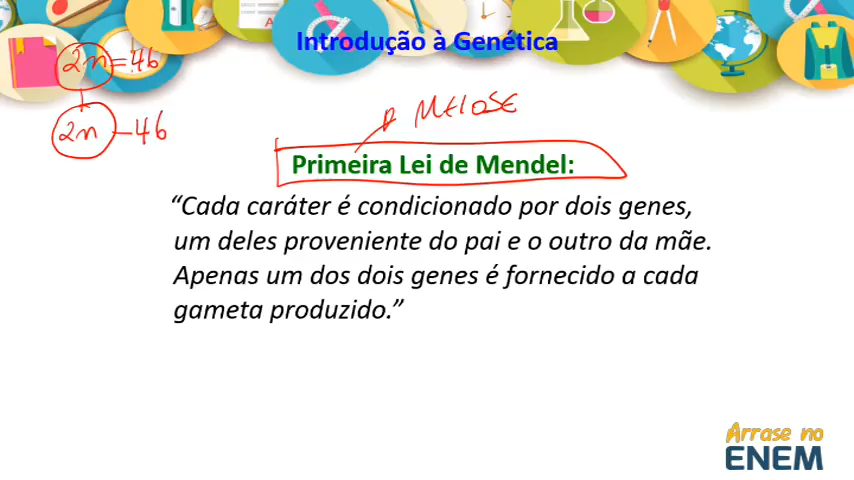 Introdução à Genética
2n=46
2n-46
MEIOSE
Primeira Lei de Mendel:
“Cada caráter é condicionado por dois genes,
um deles proveniente do pai e o outro da mãe.
Apenas um dos dois genes é fornecido a cada
gameta produzido.”
Arrase no
ENEM